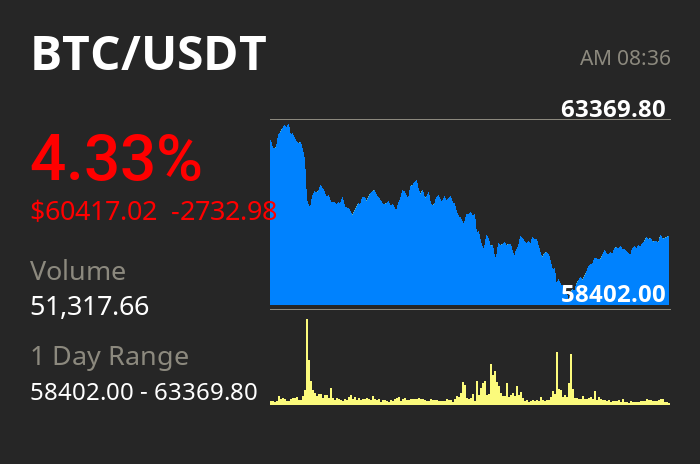 BTC/USDT
AM 08:36
63369.80
4.33%
$60417.02 -2732.98
Volume
51,317.66
58402.00
1 Day Range
58402.00 - 63369.80